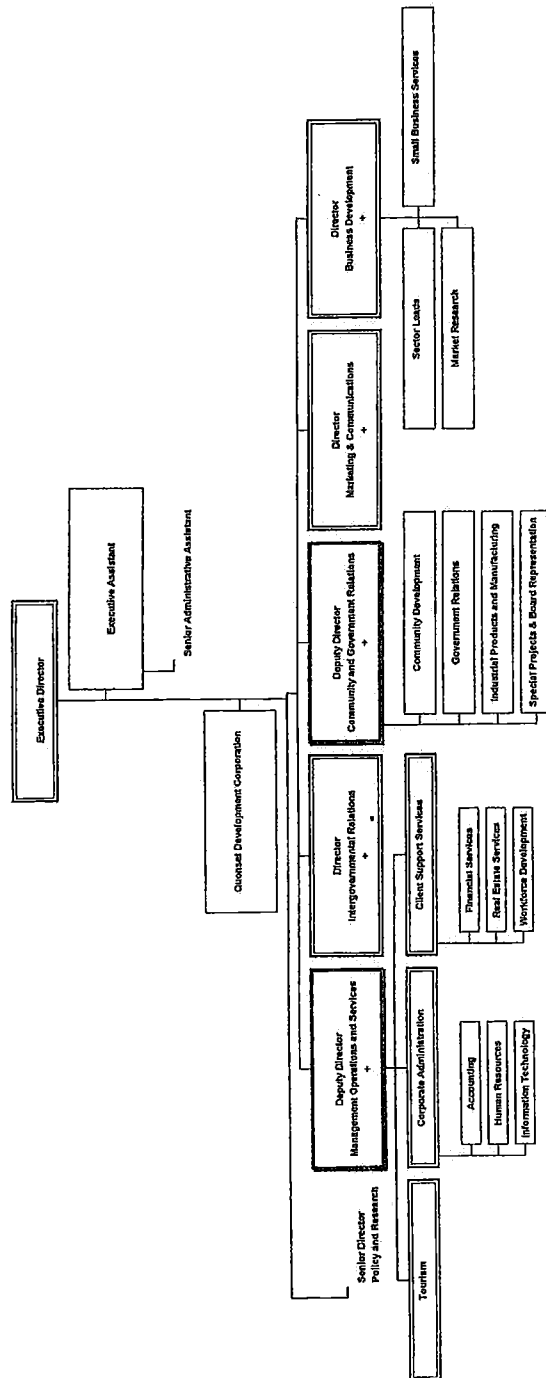 Executive Director
Executive Assistant
Senior Administrative Assistant
Quonset Development Corporation
Senior Director
Policy and Research
Deputy Director
Management Operations and Services
+
Director
Intergovernmental Relations
+
Deputy Director
Community and Government Relations
+
Director
Marketing & Communications
+
Director
Business Development
+
Tourism
Corporate Administration
Client Support Services
Accounting
Human Resources
Information Technology
Financial Services
Real Estate Services
Workforce Development
Community Development
Government Relations
Industrial Products and Manufacturing
Special Projects & Board Representation
Sector Leads
Small Business Services
Market Research